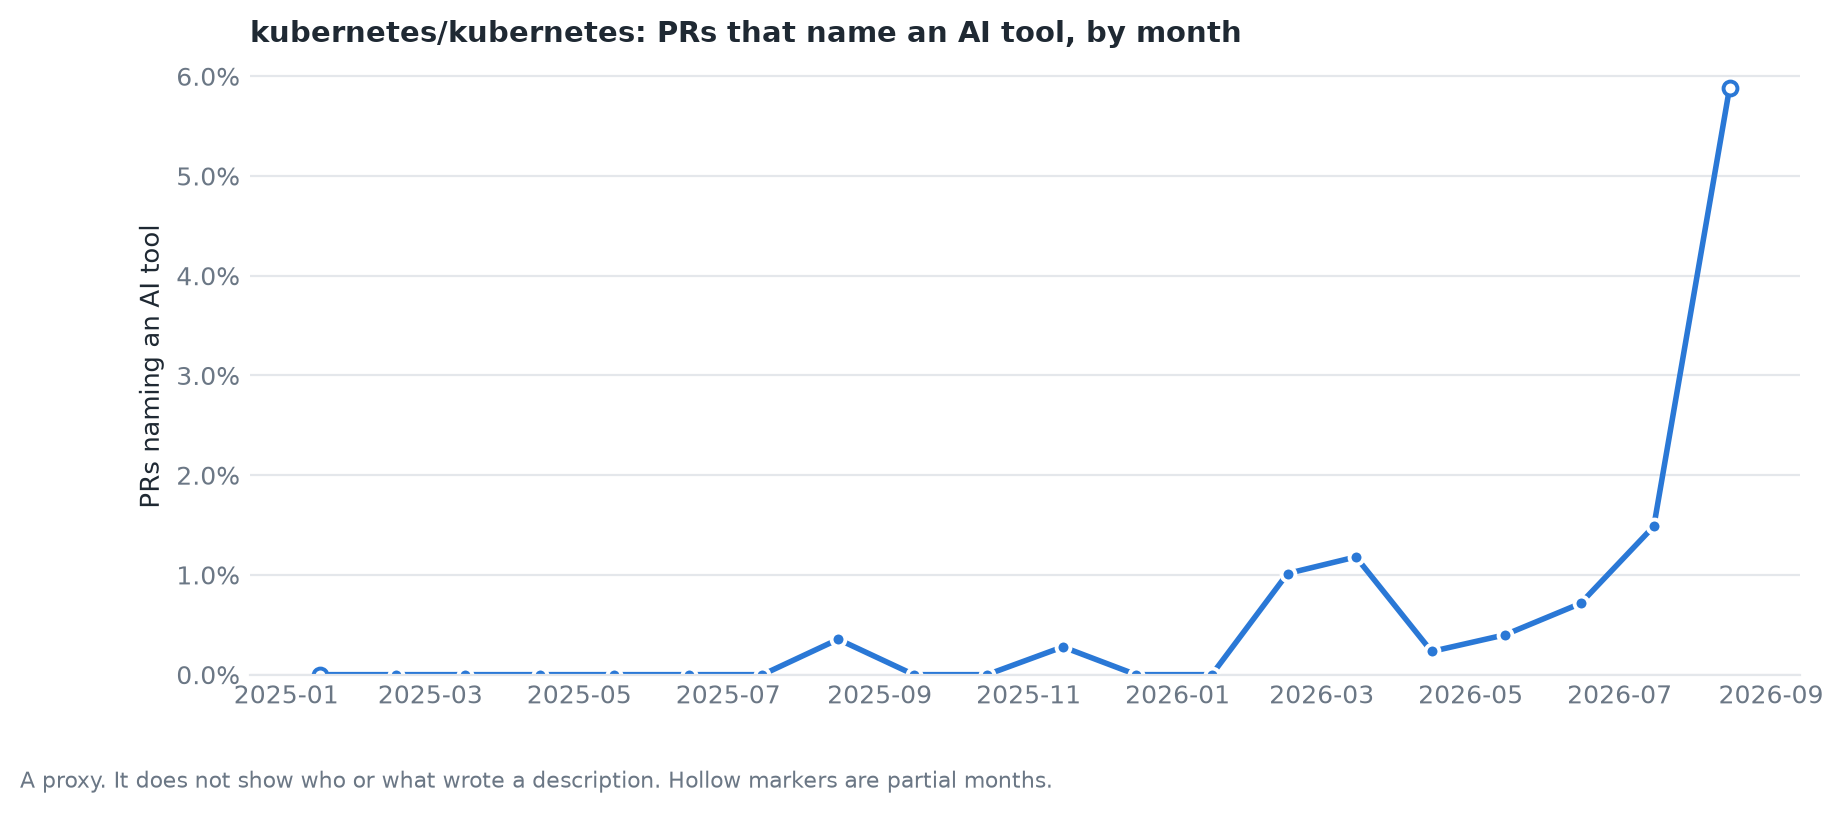 kubernetes/kubernetes: PRs that name an AI tool, by month
PRs naming an AI tool
6.0%
5.0%
4.0%
3.0%
2.0%
1.0%
0.0%
2025-01 2025-03 2025-05 2025-07 2025-09 2025-11 2026-01 2026-03 2026-05 2026-07 2026-09
A proxy. It does not show who or what wrote a description. Hollow markers are partial months.